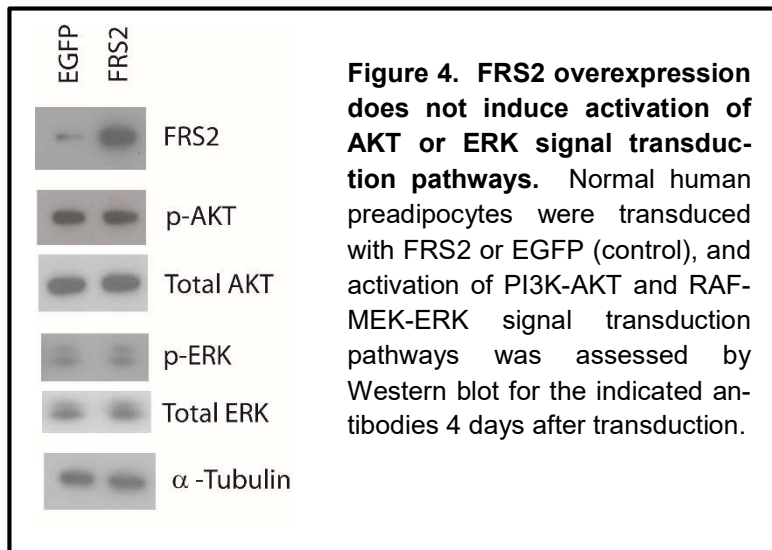 EGFP
FRS2
FRS2
p-AKT
Total AKT
p-ERK
Total ERK
α -Tubulin
Figure 4. FRS2 overexpression
does not induce activation of
AKT or ERK signal transduc-
tion pathways. Normal human
preadipocytes were transduced
with FRS2 or EGFP (control), and
activation of PI3K-AKT and RAF-
MEK-ERK signal transduction
pathways was assessed by
Western blot for the indicated an-
tibodies 4 days after transduction.